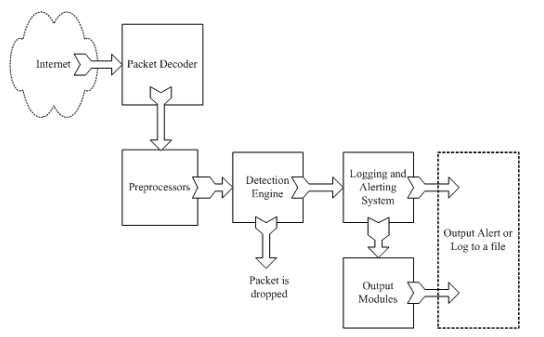 Internet
Packet Decoder
Preprocessors
Detection
Engine
Logging and
Alerting
System
Output Alert or
Log to a file
Packet is
dropped
Output
Modules